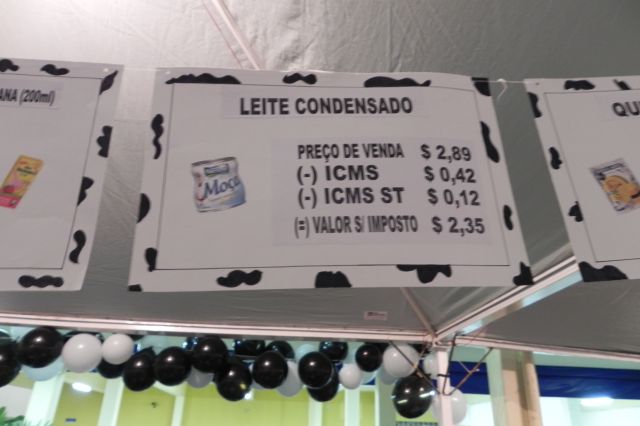 ANA (200ml)
LEITE CONDENSADO
PREÇO DE VENDA $ 2,89
(-) ICMS $ 0,42
(-) ICMS ST $ 0,12
(=) VALOR S/ IMPOSTO $ 2,35
Moça
QU